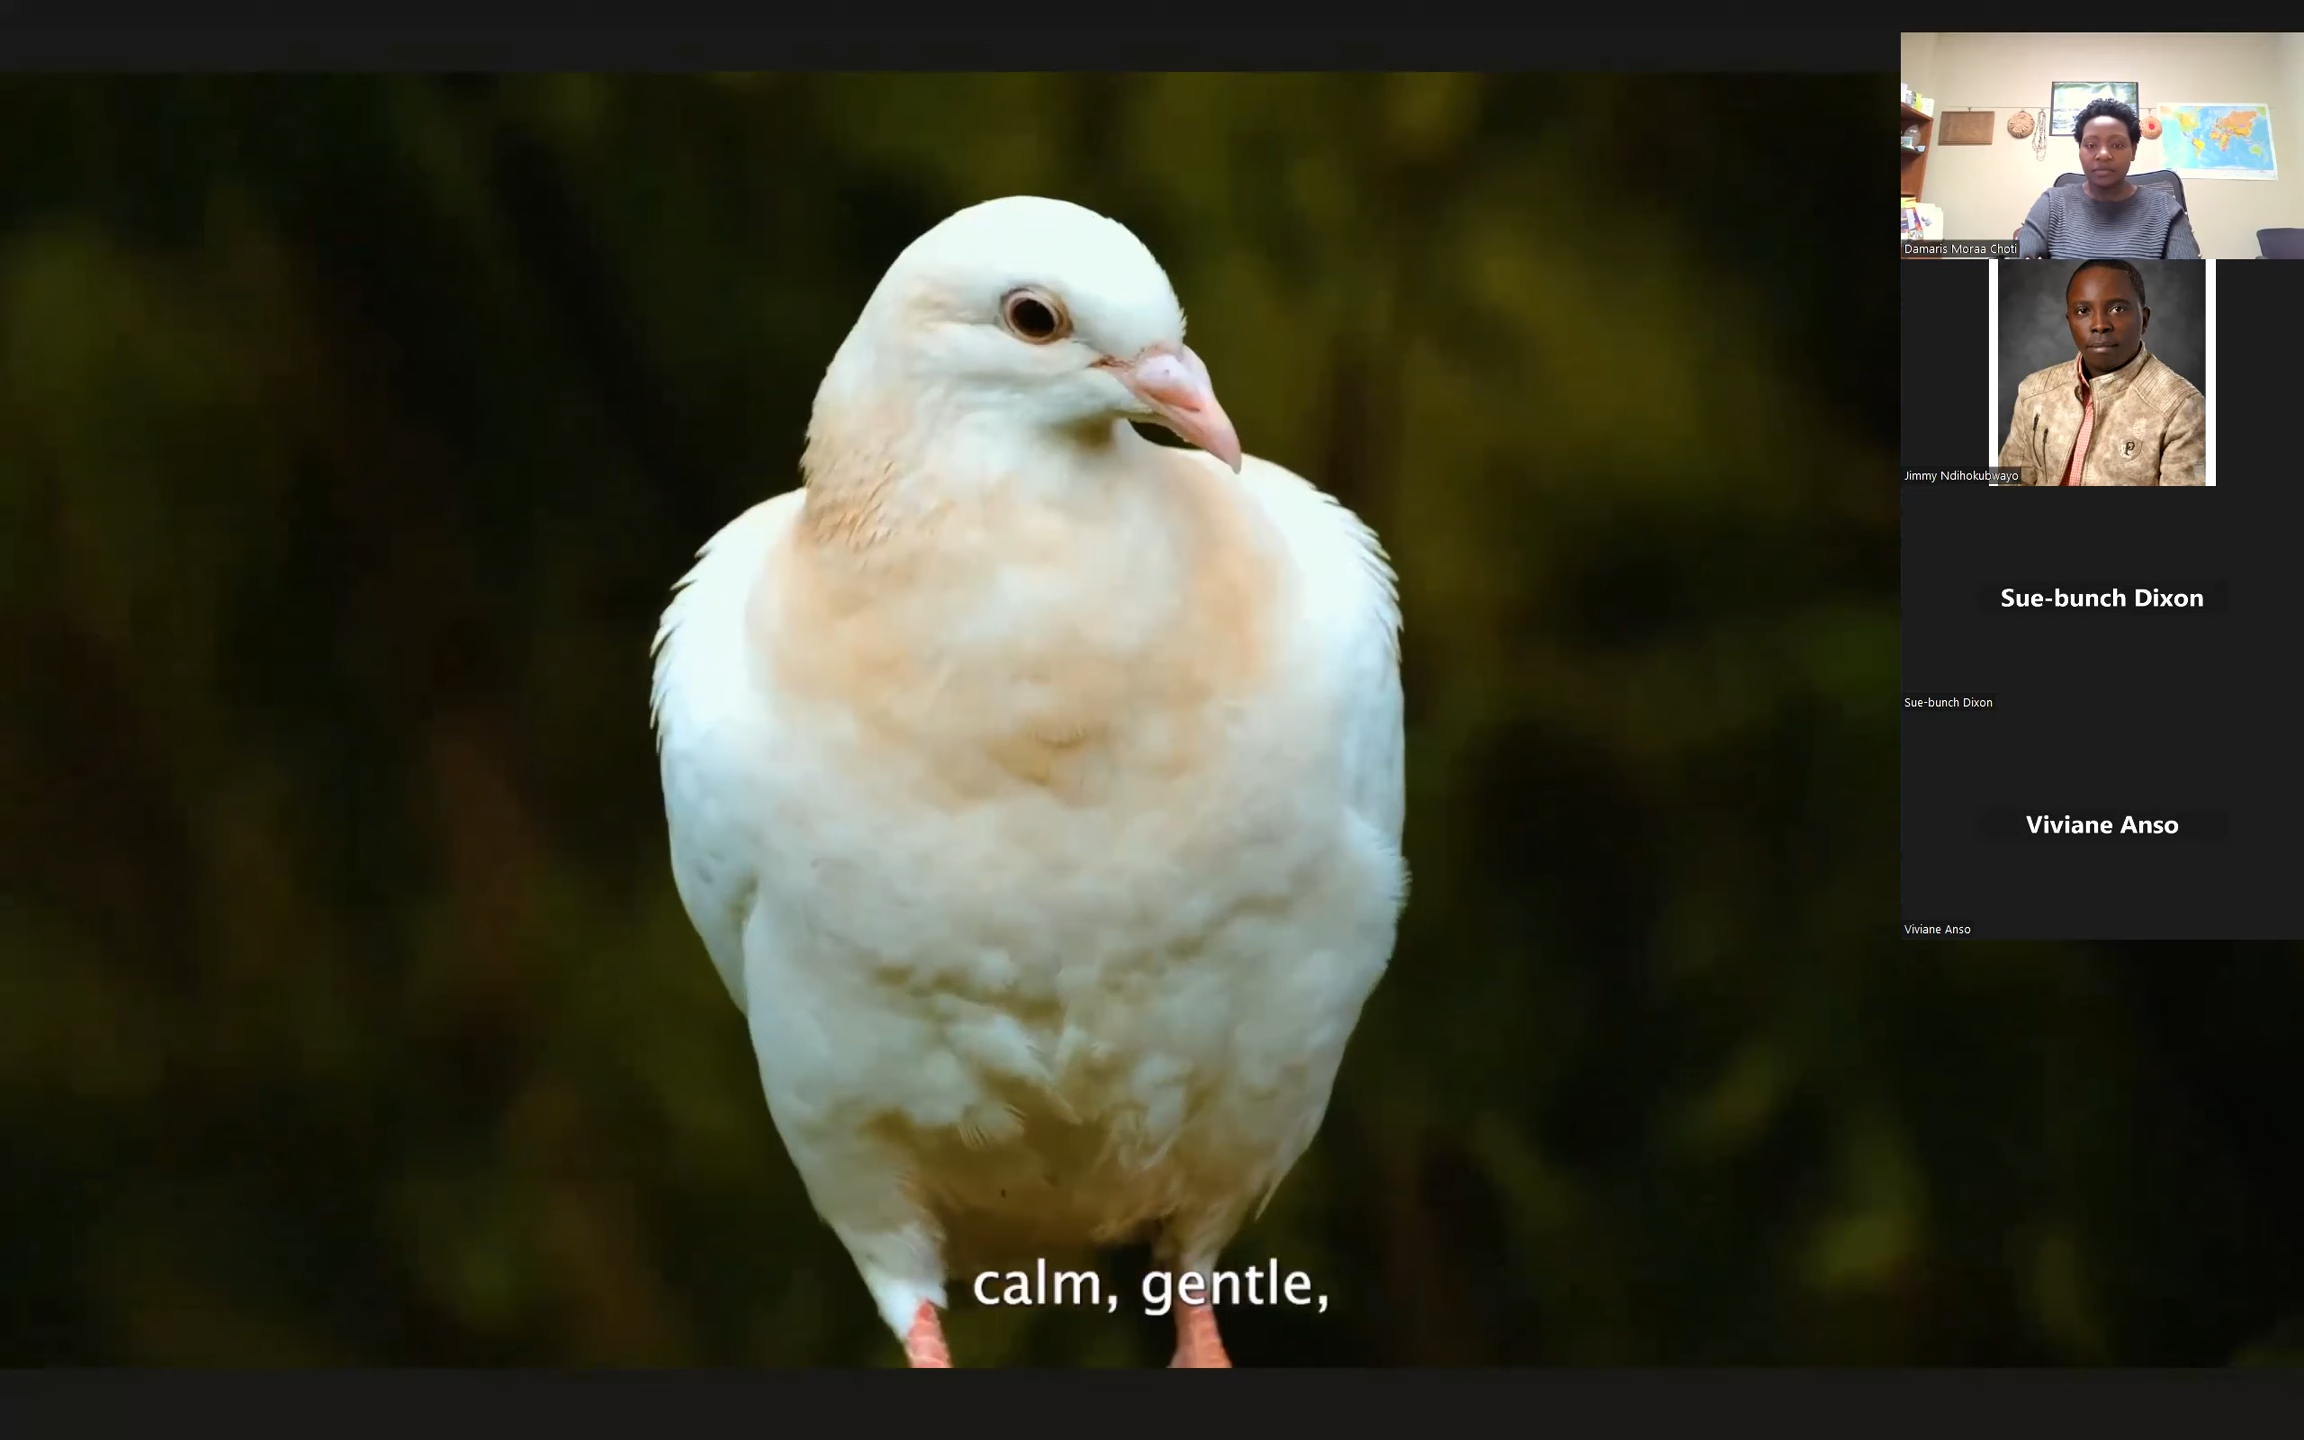 Damaris Moraa Choti
Jimmy Ndihokubwayo
Sue-bunch Dixon
Sue-bunch Dixon
Viviane Anso
Viviane Anso
calm, gentle,